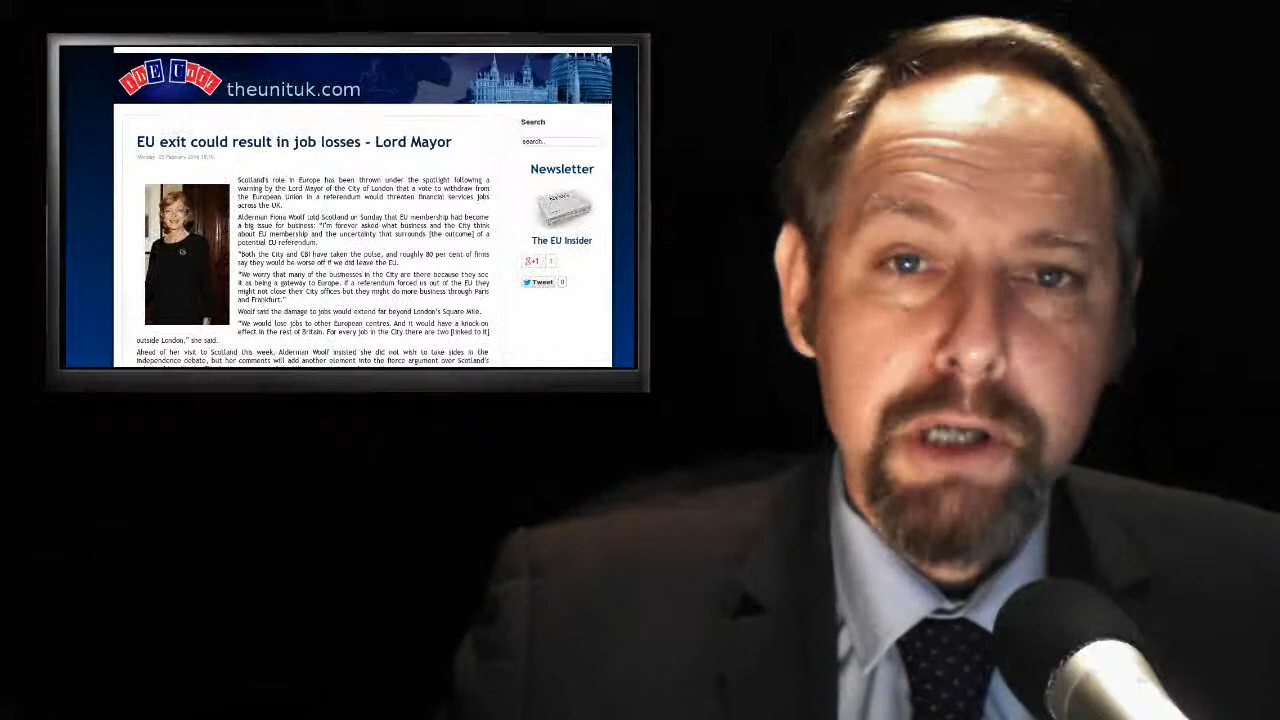 thE Unit
theunituk.com
EU exit could result in job losses - Lord Mayor
Monday, 03 February 2014 15:10
Scotland's role in Europe has been thrown under the spotlight following a
warning by the Lord Mayor of the City of London that a vote to withdraw from
the European Union in a referendum would threaten financial services jobs
across the UK.
Alderman Fiona Woolf told Scotland on Sunday that EU membership had become
a big issue for business: "I'm forever asked what business and the City think
about EU membership and the uncertainty that surrounds [the outcome] of a
potential EU referendum.
"Both the City and CBI have taken the pulse, and roughly 80 per cent of firms
say they would be worse off if we did leave the EU.
"We worry that many of the businesses in the City are there because they see
it as being a gateway to Europe. If a referendum forced us out of the EU they
might not close their City offices but they might do more business through Paris
and Frankfurt."
Woolf said the damage to jobs would extend far beyond London's Square Mile.
"We would lose jobs to other European centres. And it would have a knock-on
effect in the rest of Britain. For every job in the City there are two [linked to it]
outside London," she said.
Ahead of her visit to Scotland this week, Alderman Woolf insisted she did not wish to take sides in the
independence debate, but her comments will add another element into the fierce argument over Scotland's
Search
search..
Newsletter
NEWS
The EU Insider
g+1 1
Tweet 0